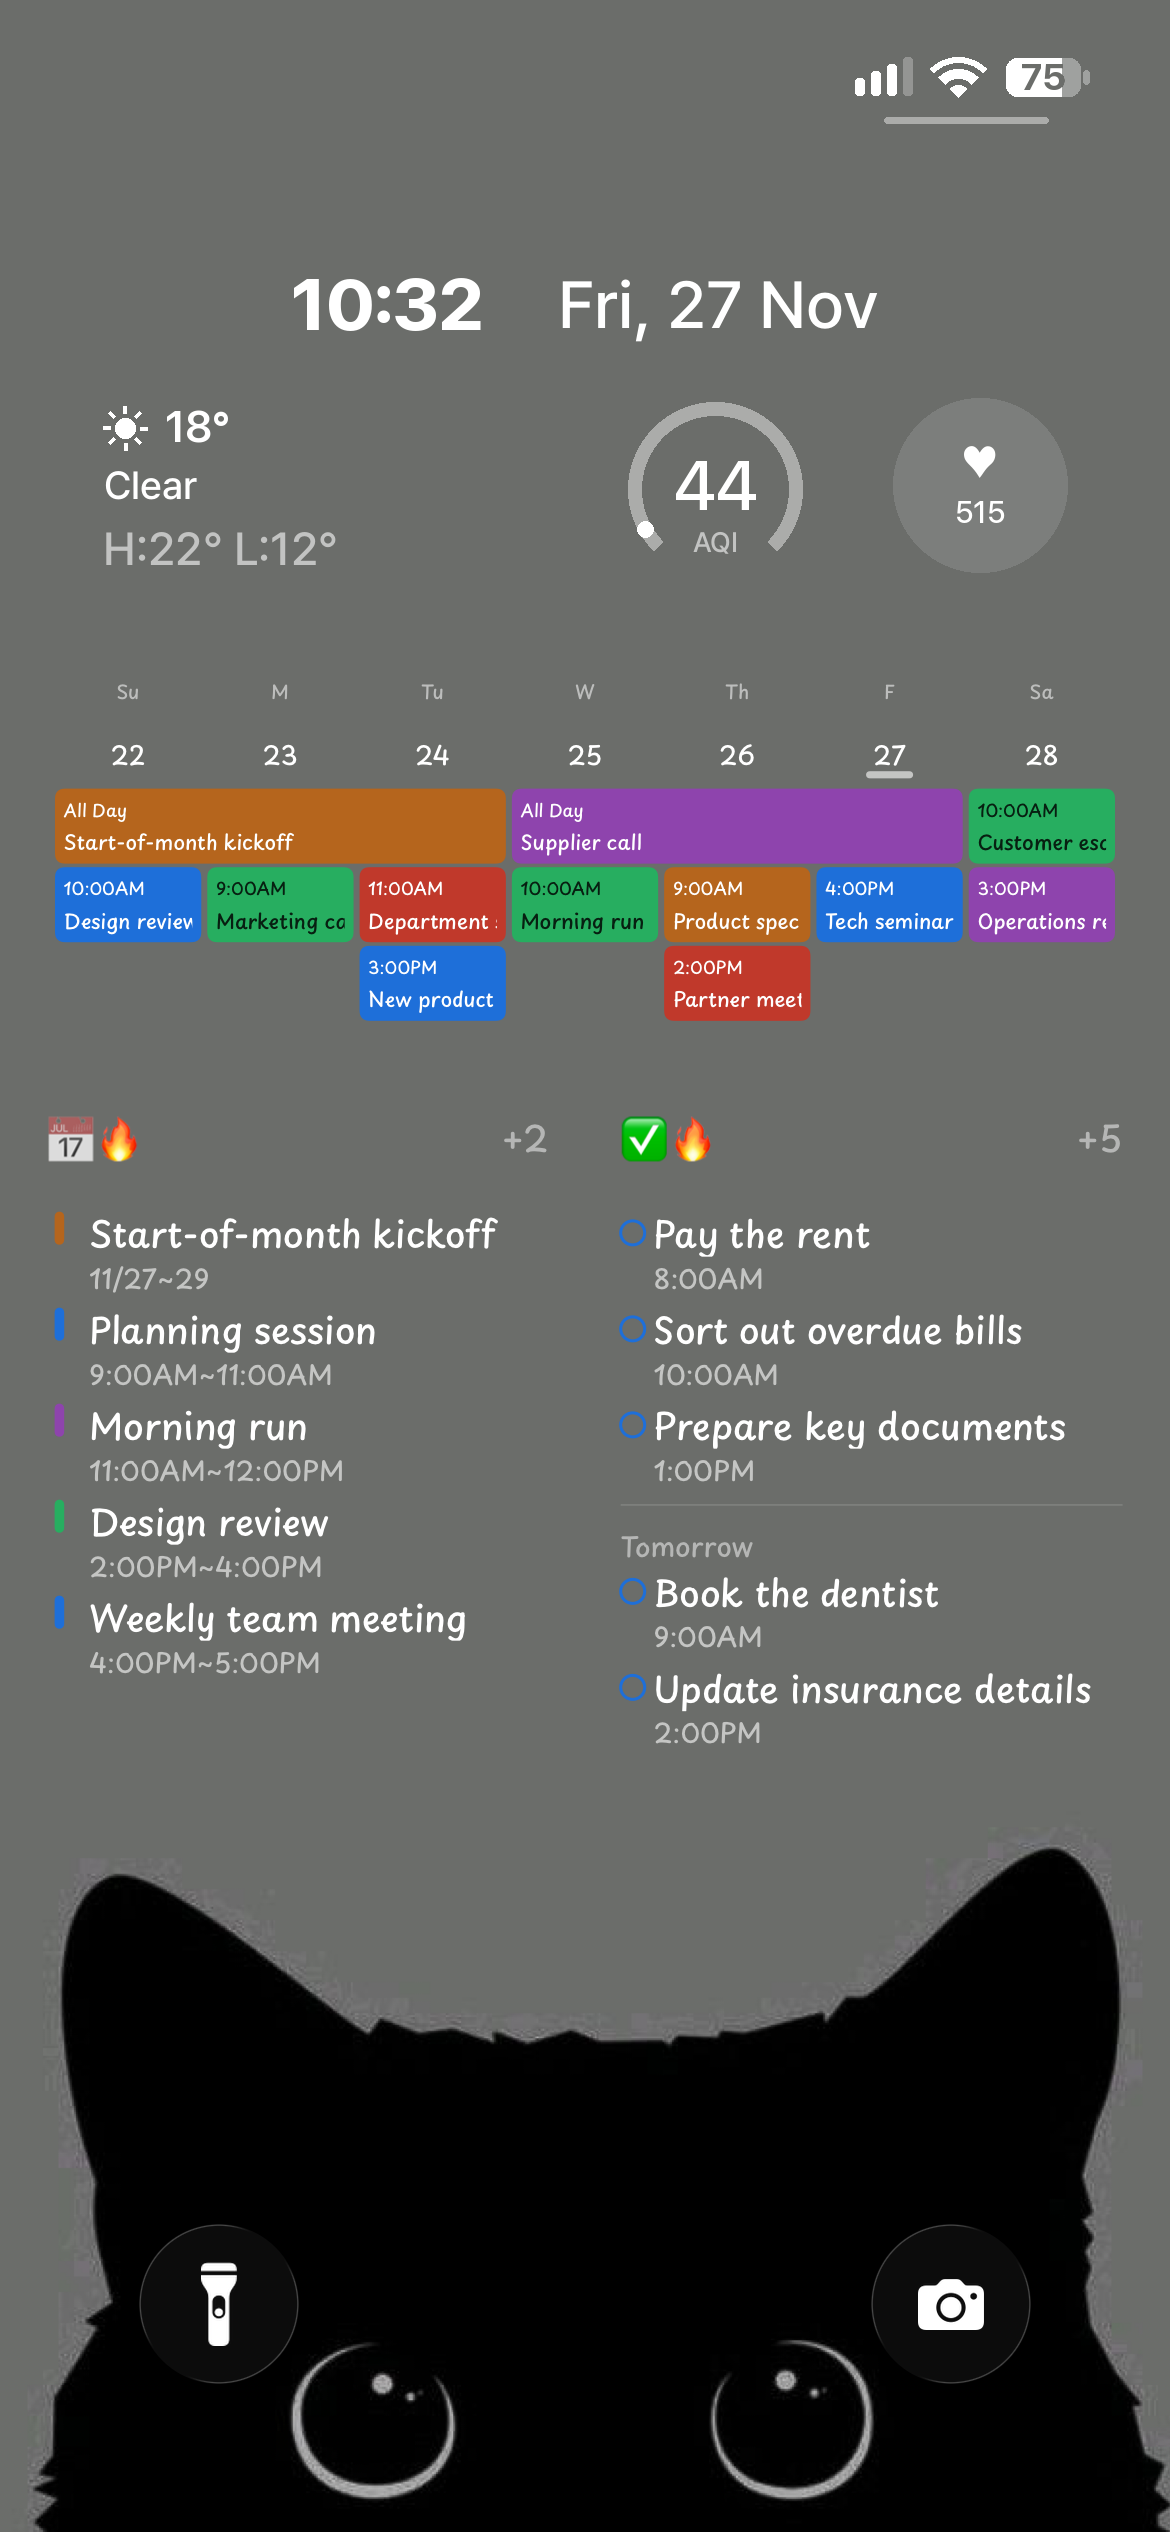 75
10:32 Fri, 27 Nov
18°
Clear
H:22° L:12°
44
AQI
515
Su M Tu W Th F Sa
22 23 24 25 26 27 28
All Day
Start-of-month kickoff
All Day
Supplier call
10:00AM
Customer esc
10:00AM
Design review
9:00AM
Marketing ca
11:00AM
Department
10:00AM
Morning run
9:00AM
Product spec
4:00PM
Tech seminar
3:00PM
Operations re
3:00PM
New product
2:00PM
Partner meet
JUL
17
+2
Start-of-month kickoff
11/27~29
Planning session
9:00AM~11:00AM
Morning run
11:00AM~12:00PM
Design review
2:00PM~4:00PM
Weekly team meeting
4:00PM~5:00PM
+5
Pay the rent
8:00AM
Sort out overdue bills
10:00AM
Prepare key documents
1:00PM
Tomorrow
Book the dentist
9:00AM
Update insurance details
2:00PM